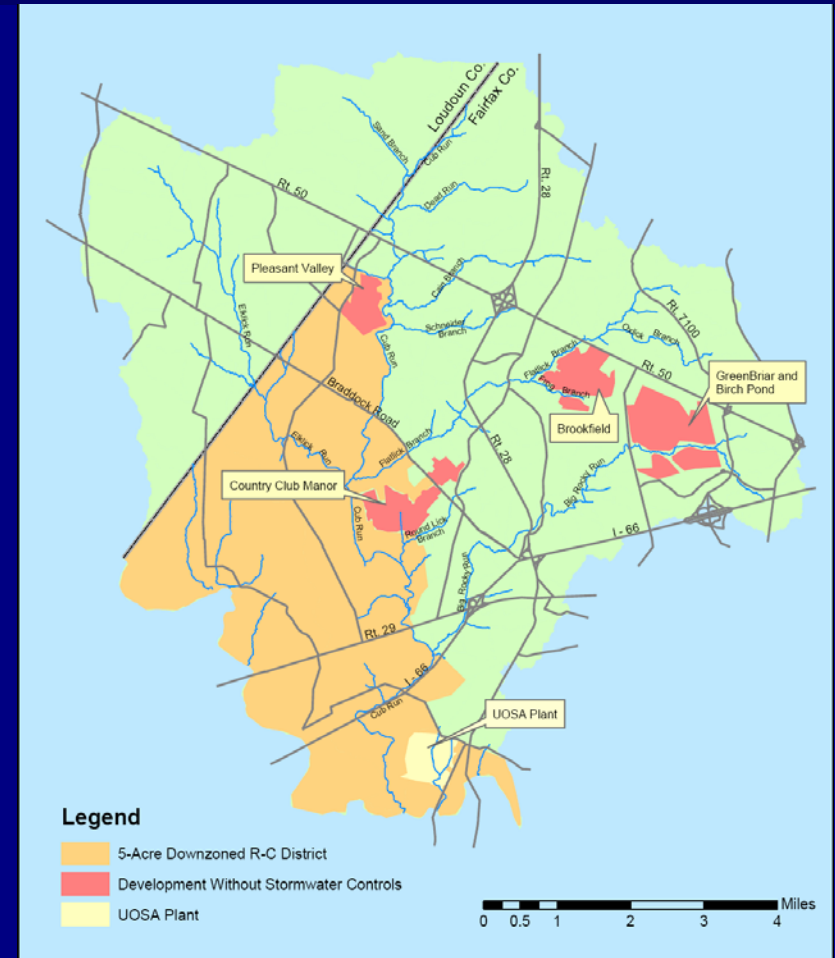 Loudoun Co.
Fairfax Co.
Sand Branch
Cub Run
Rt. 28
Rt. 50
Dead Run
Pleasant Valley
Cain Branch
Elklick Run
Schneider
Branch
Rt. 7100
Oxlick Branch
Cub Run
Flatlick Branch
Rt. 50
GreenBriar and
Birch Pond
Frog Branch
Braddock Road
Brookfield
Flatlick Branch
Rt. 28
Elklick Run
Big Rocky Run
Country Club Manor
Cub Run
Round Lick
Branch
I - 66
Big Rocky Run
Rt. 29
I - 66
Cub Run
UOSA Plant
Legend
5-Acre Downzoned R-C District
Development Without Stormwater Controls
UOSA Plant
Miles
0 0.5 1 2 3 4